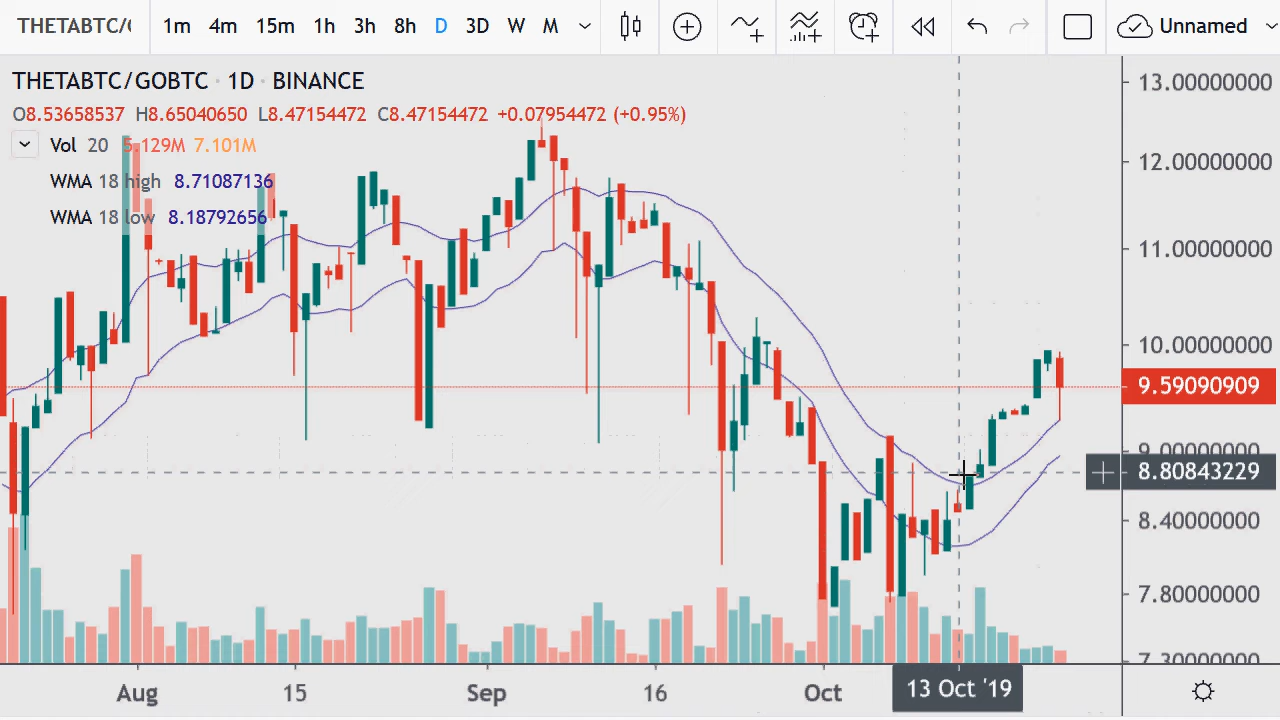 THETABTC/( 1m 4m 15m 1h 3h 8h D 3D W M Unnamed
THETABTC/GOBTC · 1D · BINANCE
O8.53658537 H8.65040650 L8.47154472 C8.47154472 +0.07954472 (+0.95%)
Vol 20 5.129M 7.101M
WMA 18 high 8.71087136
WMA 18 low 8.18792656
13.00000000
12.00000000
11.00000000
10.00000000
9.59090909
9.00000000
8.80843229
8.40000000
7.80000000
7.30000000
Aug 15 Sep 16 Oct 13 Oct '19